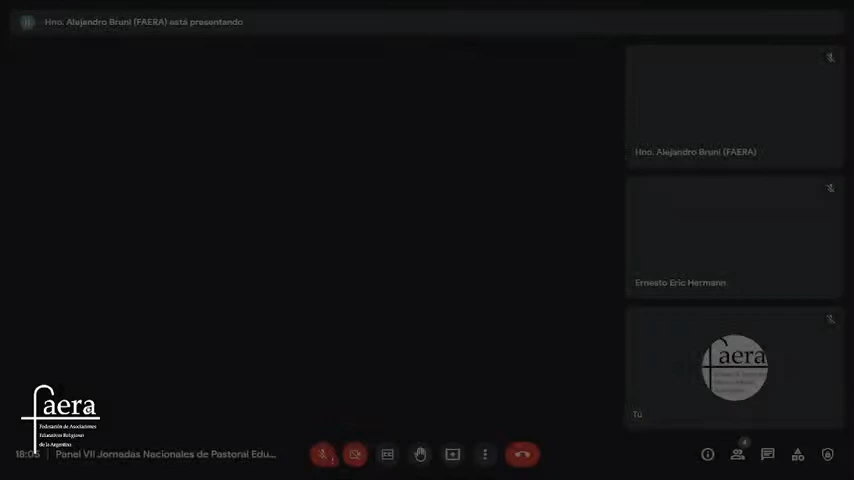 Hno. Alejandro Bruni (FAERA) está presentando
Hno. Alejandro Bruni (FAERA)
Ernesto Eric Hermann
faera
Tú
faera
Federación de Asociaciones
Educativas Religiosas
de la Argentina
18:05 | Panel VII Jornadas Nacionales de Pastoral Edu...
4